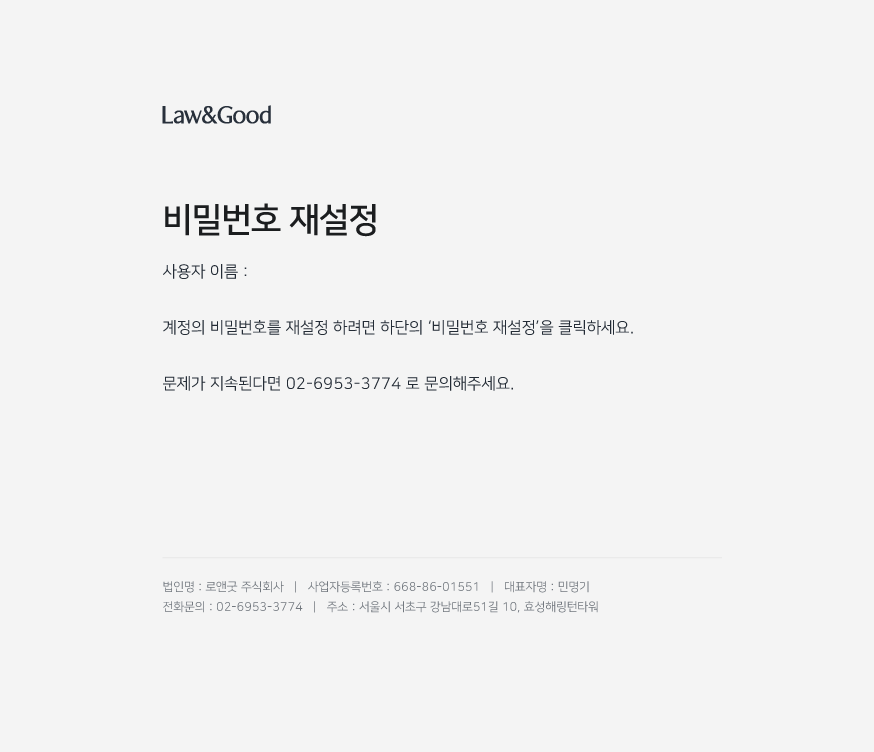 Law&Good
비밀번호 재설정
사용자 이름 :
계정의 비밀번호를 재설정 하려면 하단의 ‘비밀번호 재설정’을 클릭하세요.
문제가 지속된다면 02-6953-3774 로 문의해주세요.
법인명 : 로앤굿 주식회사 | 사업자등록번호 : 668-86-01551 | 대표자명 : 민명기
전화문의 : 02-6953-3774 | 주소 : 서울시 서초구 강남대로51길 10, 효성해링턴타워